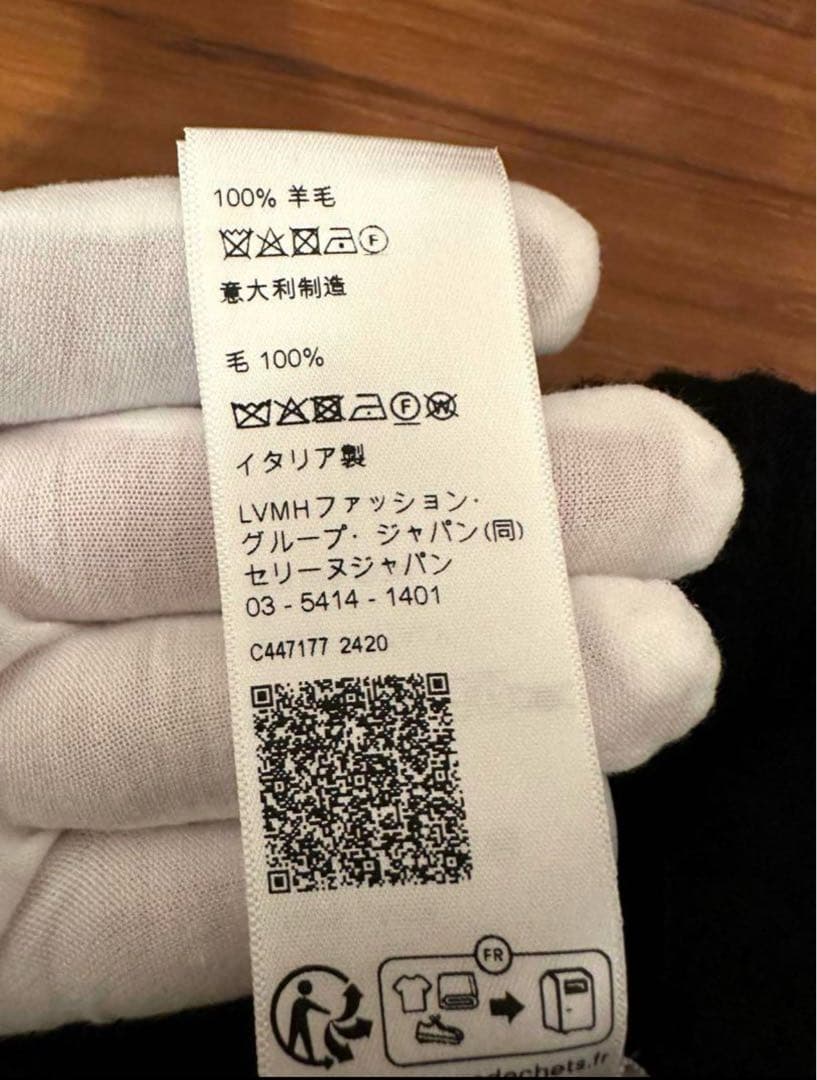 100% 羊毛
F
意大利制造
毛 100%
F W
イタリア製
LVMHファッション・
グループ・ジャパン(同)
セリーヌジャパン
03 - 5414 - 1401
C447177 2420
FR
dechets.fr